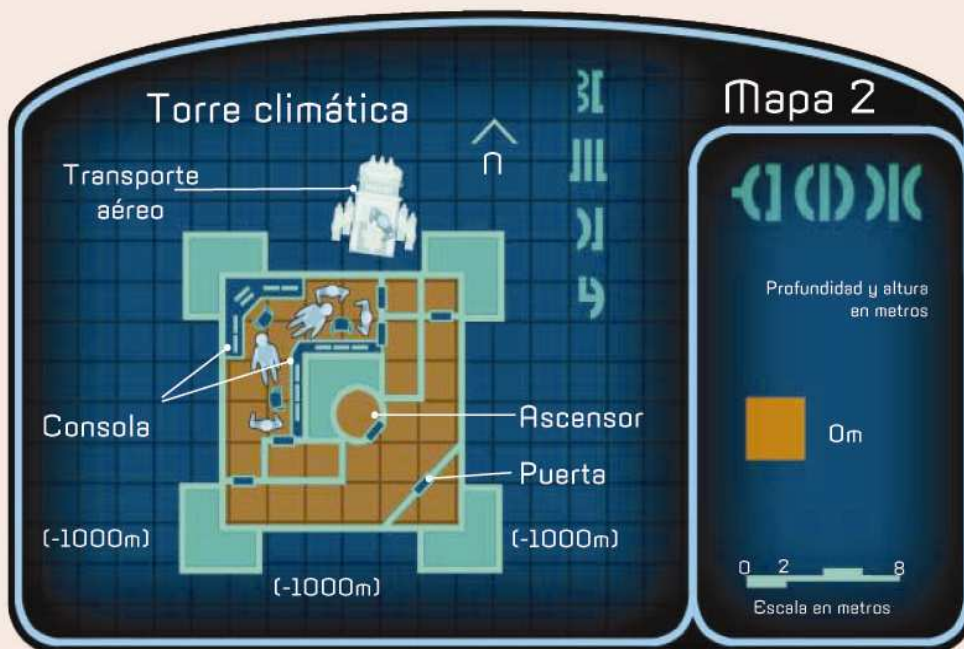 Torre climática
Mapa 2
n
Transporte
aéreo
Profundidad y altura
en metros
Consola
Ascensor
0m
Puerta
(-1000m)
(-1000m)
(-1000m)
0 2 8
Escala en metros